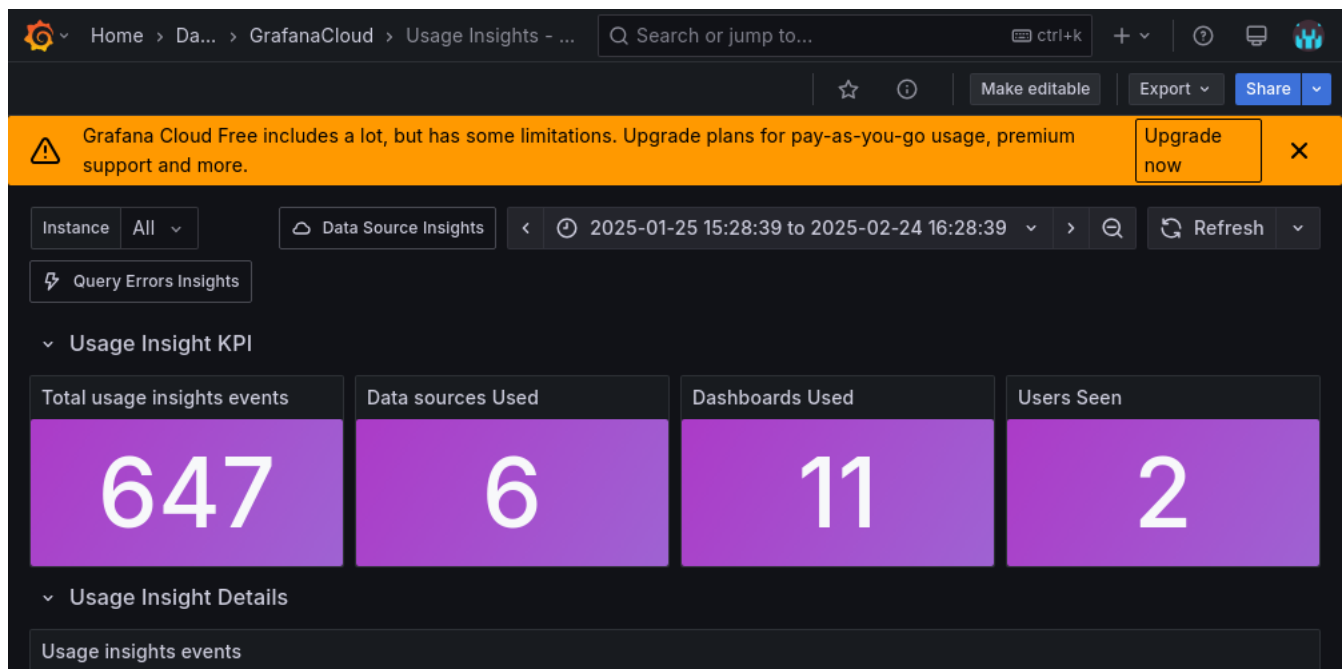 Home › Da... › GrafanaCloud › Usage Insights - ... Search or jump to... ctrl+k
Make editable Export Share
Grafana Cloud Free includes a lot, but has some limitations. Upgrade plans for pay-as-you-go usage, premium
support and more.
Upgrade
now
Instance All Data Source Insights 2025-01-25 15:28:39 to 2025-02-24 16:28:39 Refresh
Query Errors Insights
Usage Insight KPI
Total usage insights events
647
Data sources Used
6
Dashboards Used
11
Users Seen
2
Usage Insight Details
Usage insights events